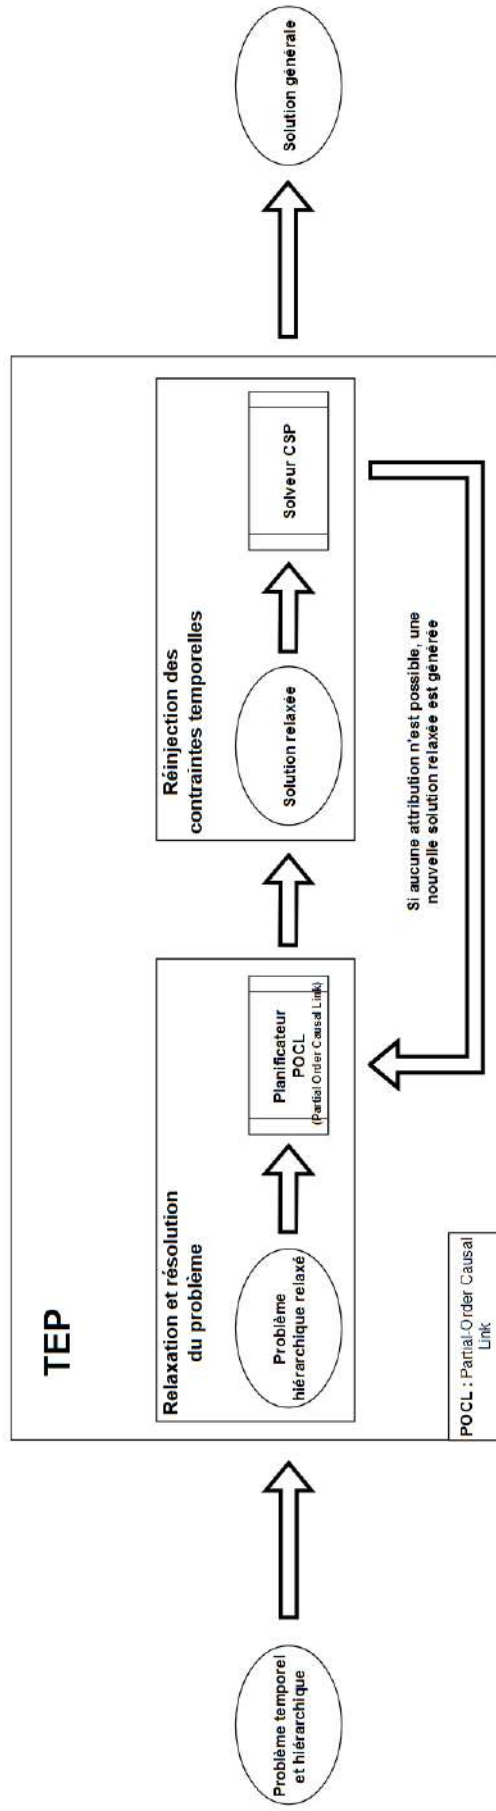 TEP
Problème temporel
et hiérarchique
Relaxation et résolution
du problème
Problème
hiérarchique relaxé
Planificateur
POCL
(Partial Order Causal Link)
Réinjection des
contraintes temporelles
Solution relaxée
Solveur CSP
Solution générale
Si aucune attribution n'est possible, une
nouvelle solution relaxée est générée
POCL : Partial-Order Causal
Link